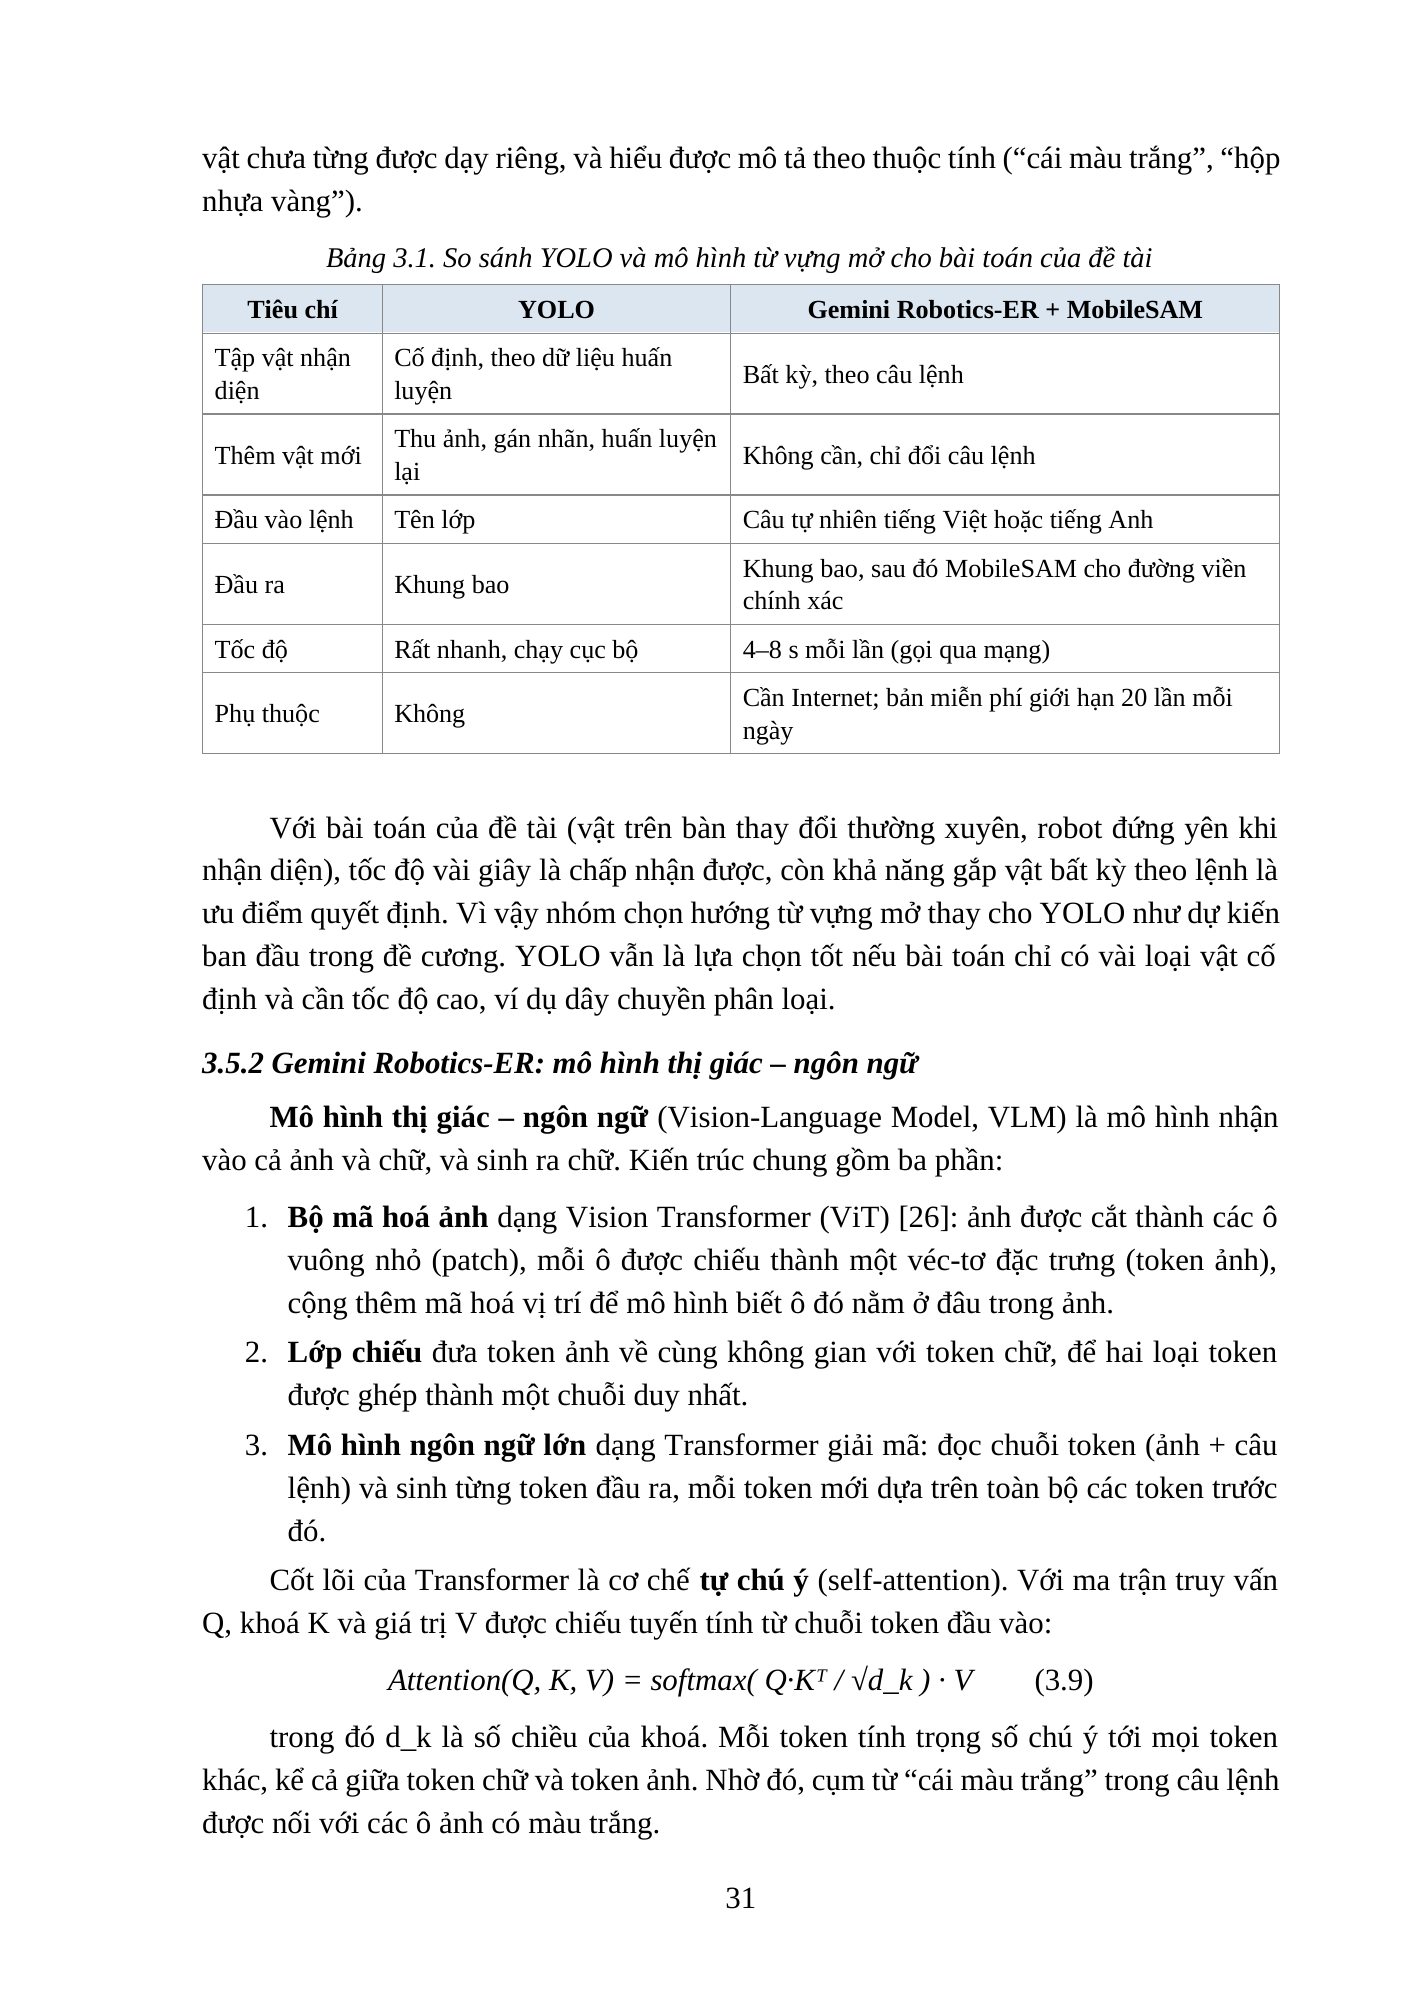 vật chưa từng được dạy riêng, và hiểu được mô tả theo thuộc tính (“cái màu trắng”, “hộp
nhựa vàng”).
Bảng 3.1. So sánh YOLO và mô hình từ vựng mở cho bài toán của đề tài
Tiêu chí YOLO Gemini Robotics-ER + MobileSAM
Tập vật nhận
diện
Cố định, theo dữ liệu huấn
luyện
Bất kỳ, theo câu lệnh
Thêm vật mới
Thu ảnh, gán nhãn, huấn luyện
lại
Không cần, chỉ đổi câu lệnh
Đầu vào lệnh Tên lớp Câu tự nhiên tiếng Việt hoặc tiếng Anh
Đầu ra Khung bao
Khung bao, sau đó MobileSAM cho đường viền
chính xác
Tốc độ Rất nhanh, chạy cục bộ 4–8 s mỗi lần (gọi qua mạng)
Phụ thuộc Không
Cần Internet; bản miễn phí giới hạn 20 lần mỗi
ngày
Với bài toán của đề tài (vật trên bàn thay đổi thường xuyên, robot đứng yên khi
nhận diện), tốc độ vài giây là chấp nhận được, còn khả năng gắp vật bất kỳ theo lệnh là
ưu điểm quyết định. Vì vậy nhóm chọn hướng từ vựng mở thay cho YOLO như dự kiến
ban đầu trong đề cương. YOLO vẫn là lựa chọn tốt nếu bài toán chỉ có vài loại vật cố
định và cần tốc độ cao, ví dụ dây chuyền phân loại.
3.5.2 Gemini Robotics-ER: mô hình thị giác – ngôn ngữ
Mô hình thị giác – ngôn ngữ (Vision-Language Model, VLM) là mô hình nhận
vào cả ảnh và chữ, và sinh ra chữ. Kiến trúc chung gồm ba phần:
1. Bộ mã hoá ảnh dạng Vision Transformer (ViT) [26]: ảnh được cắt thành các ô
vuông nhỏ (patch), mỗi ô được chiếu thành một véc-tơ đặc trưng (token ảnh),
cộng thêm mã hoá vị trí để mô hình biết ô đó nằm ở đâu trong ảnh.
2. Lớp chiếu đưa token ảnh về cùng không gian với token chữ, để hai loại token
được ghép thành một chuỗi duy nhất.
3. Mô hình ngôn ngữ lớn dạng Transformer giải mã: đọc chuỗi token (ảnh + câu
lệnh) và sinh từng token đầu ra, mỗi token mới dựa trên toàn bộ các token trước
đó.
Cốt lõi của Transformer là cơ chế tự chú ý (self-attention). Với ma trận truy vấn
Q, khoá K và giá trị V được chiếu tuyến tính từ chuỗi token đầu vào:
Attention(Q, K, V) = softmax( Q·Kᵀ / √d_k ) · V (3.9)
trong đó d_k là số chiều của khoá. Mỗi token tính trọng số chú ý tới mọi token
khác, kể cả giữa token chữ và token ảnh. Nhờ đó, cụm từ “cái màu trắng” trong câu lệnh
được nối với các ô ảnh có màu trắng.
31